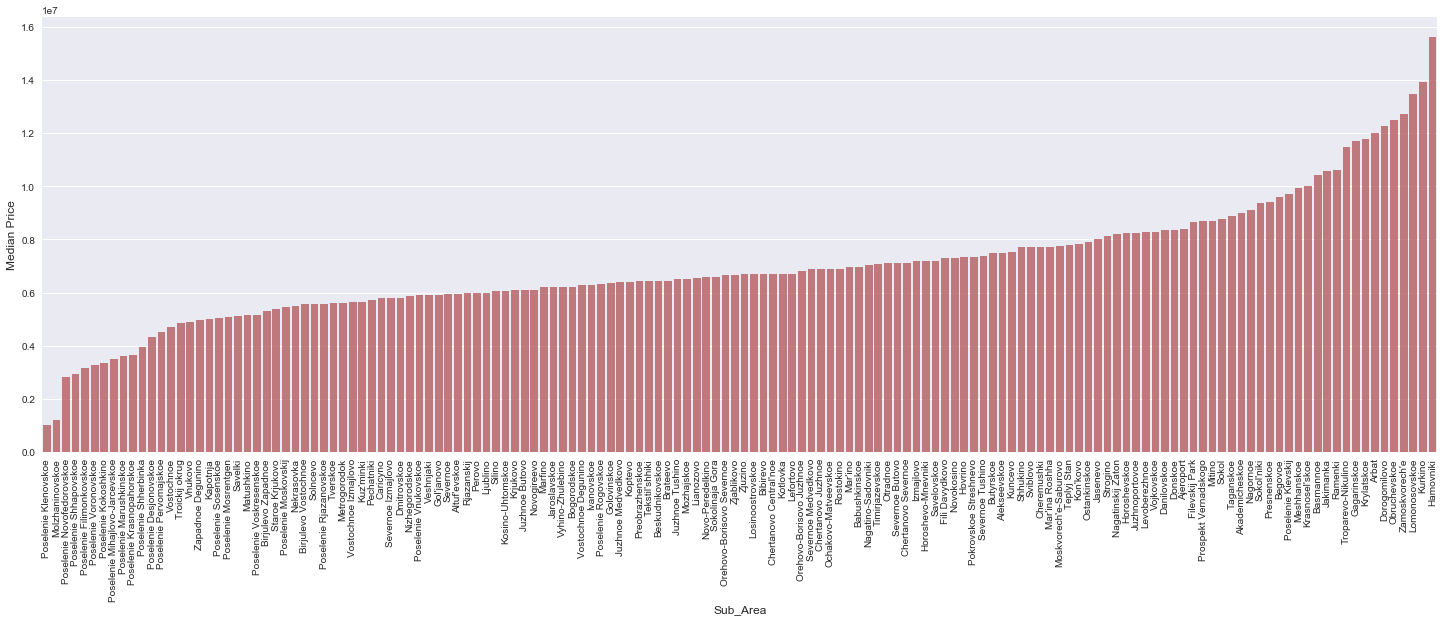 1e7
1.6
1.4
1.2
1.0
0.8
0.6
0.4
0.2
0.0
Median Price
Poselenie Klenovskoe
Molzhaninovskoe
Poselenie Novofedorovskoe
Poselenie Shhapovskoe
Poselenie Filimonkovskoe
Poselenie Voronovskoe
Poselenie Kokoshkino
Poselenie Mihajlovo-Jarcevskoe
Poselenie Marushkinskoe
Poselenie Krasnopahorskoe
Poselenie Shherbinka
Poselenie Desjonovskoe
Poselenie Pervomajskoe
Vostochnoe
Troickij okrug
Vnukovo
Zapadnoe Degunino
Kapotnja
Poselenie Sosenskoe
Poselenie Mosrentgen
Savelki
Matushkino
Poselenie Voskresenskoe
Birjulevo Zapadnoe
Staroe Krjukovo
Poselenie Moskovskij
Nekrasovka
Birjulevo Vostochnoe
Solncevo
Poselenie Rjazanovskoe
Tverskoe
Metrogorodok
Vostochnoe Izmajlovo
Kuz'minki
Pechatniki
Caricyno
Severnoe Izmajlovo
Dmitrovskoe
Nizhegorodskoe
Poselenie Vnukovskoe
Veshnjaki
Gol'janovo
Severnoe
Altuf'evskoe
Rjazanskij
Perovo
Ljublino
Silino
Kosino-Uhtomskoe
Krjukovo
Juzhnoe Butovo
Novogireevo
Marfino
Jaroslavskoe
Vyhino-Zhulebino
Bogorodskoe
Vostochnoe Degunino
Ivanovskoe
Poselenie Rogovskoe
Golovinskoe
Juzhnoe Medvedkovo
Koptevo
Preobrazhenskoe
Tekstil'shhiki
Beskudnikovskoe
Brateevo
Juzhnoe Tushino
Mozhajskoe
Lianozovo
Novo-Peredelkino
Sokolinaja Gora
Orehovo-Borisovo Severnoe
Zjablikovo
Zjuzino
Losinoostrovskoe
Bibirevo
Chertanovo Central'noe
Kotlovka
Lefortovo
Orehovo-Borisovo Juzhnoe
Severnoe Medvedkovo
Chertanovo Juzhnoe
Ochakovo-Matveevskoe
Rostokino
Mar'ino
Babushkinskoe
Nagatino-Sadovniki
Timirjazevskoe
Otradnoe
Severnoe Butovo
Chertanovo Severnoe
Izmajlovo
Horoshevo-Mnevniki
Savelovskoe
Fili Davydkovo
Novokosino
Hovrino
Pokrovskoe Streshnevo
Severnoe Tushino
Butyrskoe
Alekseevskoe
Kuncevo
Shhukino
Sviblovo
Cheremushki
Mar'ina Roshha
Moskvorech'e-Saburovo
Teplyj Stan
Kon'kovo
Ostankinskoe
Jasenevo
Strogino
Nagatinskij Zaton
Horoshevskoe
Juzhnoportovoe
Levoberezhnoe
Vojkovskoe
Danilovskoe
Donskoe
Ajeroport
Filevskij Park
Prospekt Vernadskogo
Mitino
Sokol
Taganskoe
Akademicheskoe
Nagornoe
Sokol'niki
Presnenskoe
Begovoe
Poselenie Kievskij
Meshhanskoe
Krasnosel'skoe
Basmannoe
Jakimanka
Ramenki
Troparevo-Nikulino
Gagarinskoe
Krylatskoe
Arbat
Dorogomilovo
Obruchevskoe
Zamoskvorech'e
Lomonosovskoe
Kurkino
Hamovniki
Sub_Area